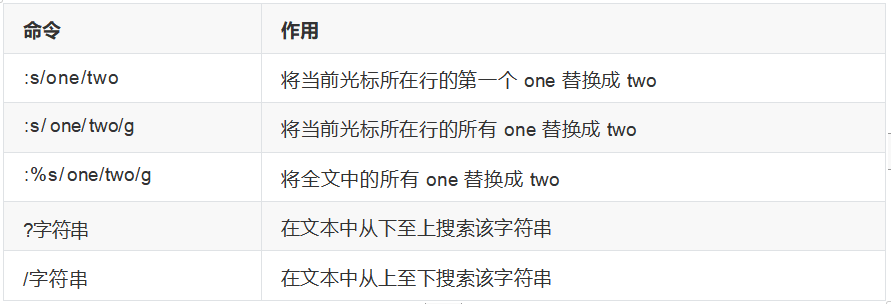 命令 作用
:s/one/two 将当前光标所在行的第一个 one 替换成 two
:s/ one/two/g 将当前光标所在行的所有 one 替换成 two
:%s/one/two/g 将全文中的所有 one 替换成 two
?字符串 在文本中从下至上搜索该字符串
/字符串 在文本中从上至下搜索该字符串